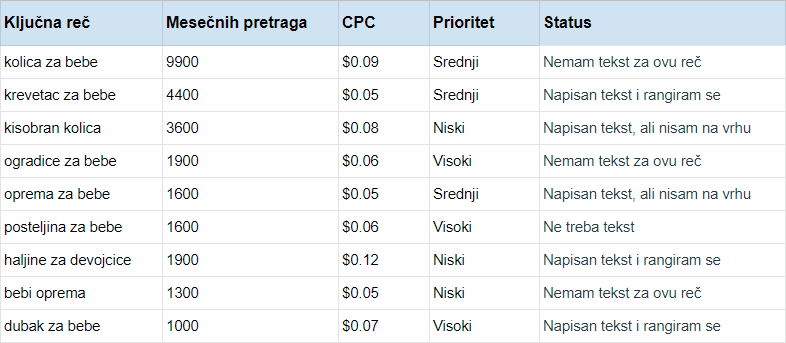 Ključna reč Mesečnih pretraga CPC Prioritet Status
kolica za bebe 9900 $0.09 Srednji Nemam tekst za ovu reč
krevetac za bebe 4400 $0.05 Srednji Napisan tekst i rangiram se
kisobran kolica 3600 $0.08 Niski Napisan tekst, ali nisam na vrhu
ogradice za bebe 1900 $0.06 Visoki Nemam tekst za ovu reč
oprema za bebe 1600 $0.05 Srednji Napisan tekst, ali nisam na vrhu
posteljina za bebe 1600 $0.06 Visoki Ne treba tekst
haljine za devojcice 1900 $0.12 Niski Napisan tekst i rangiram se
bebi oprema 1300 $0.05 Niski Nemam tekst za ovu reč
dubak za bebe 1000 $0.07 Visoki Napisan tekst i rangiram se